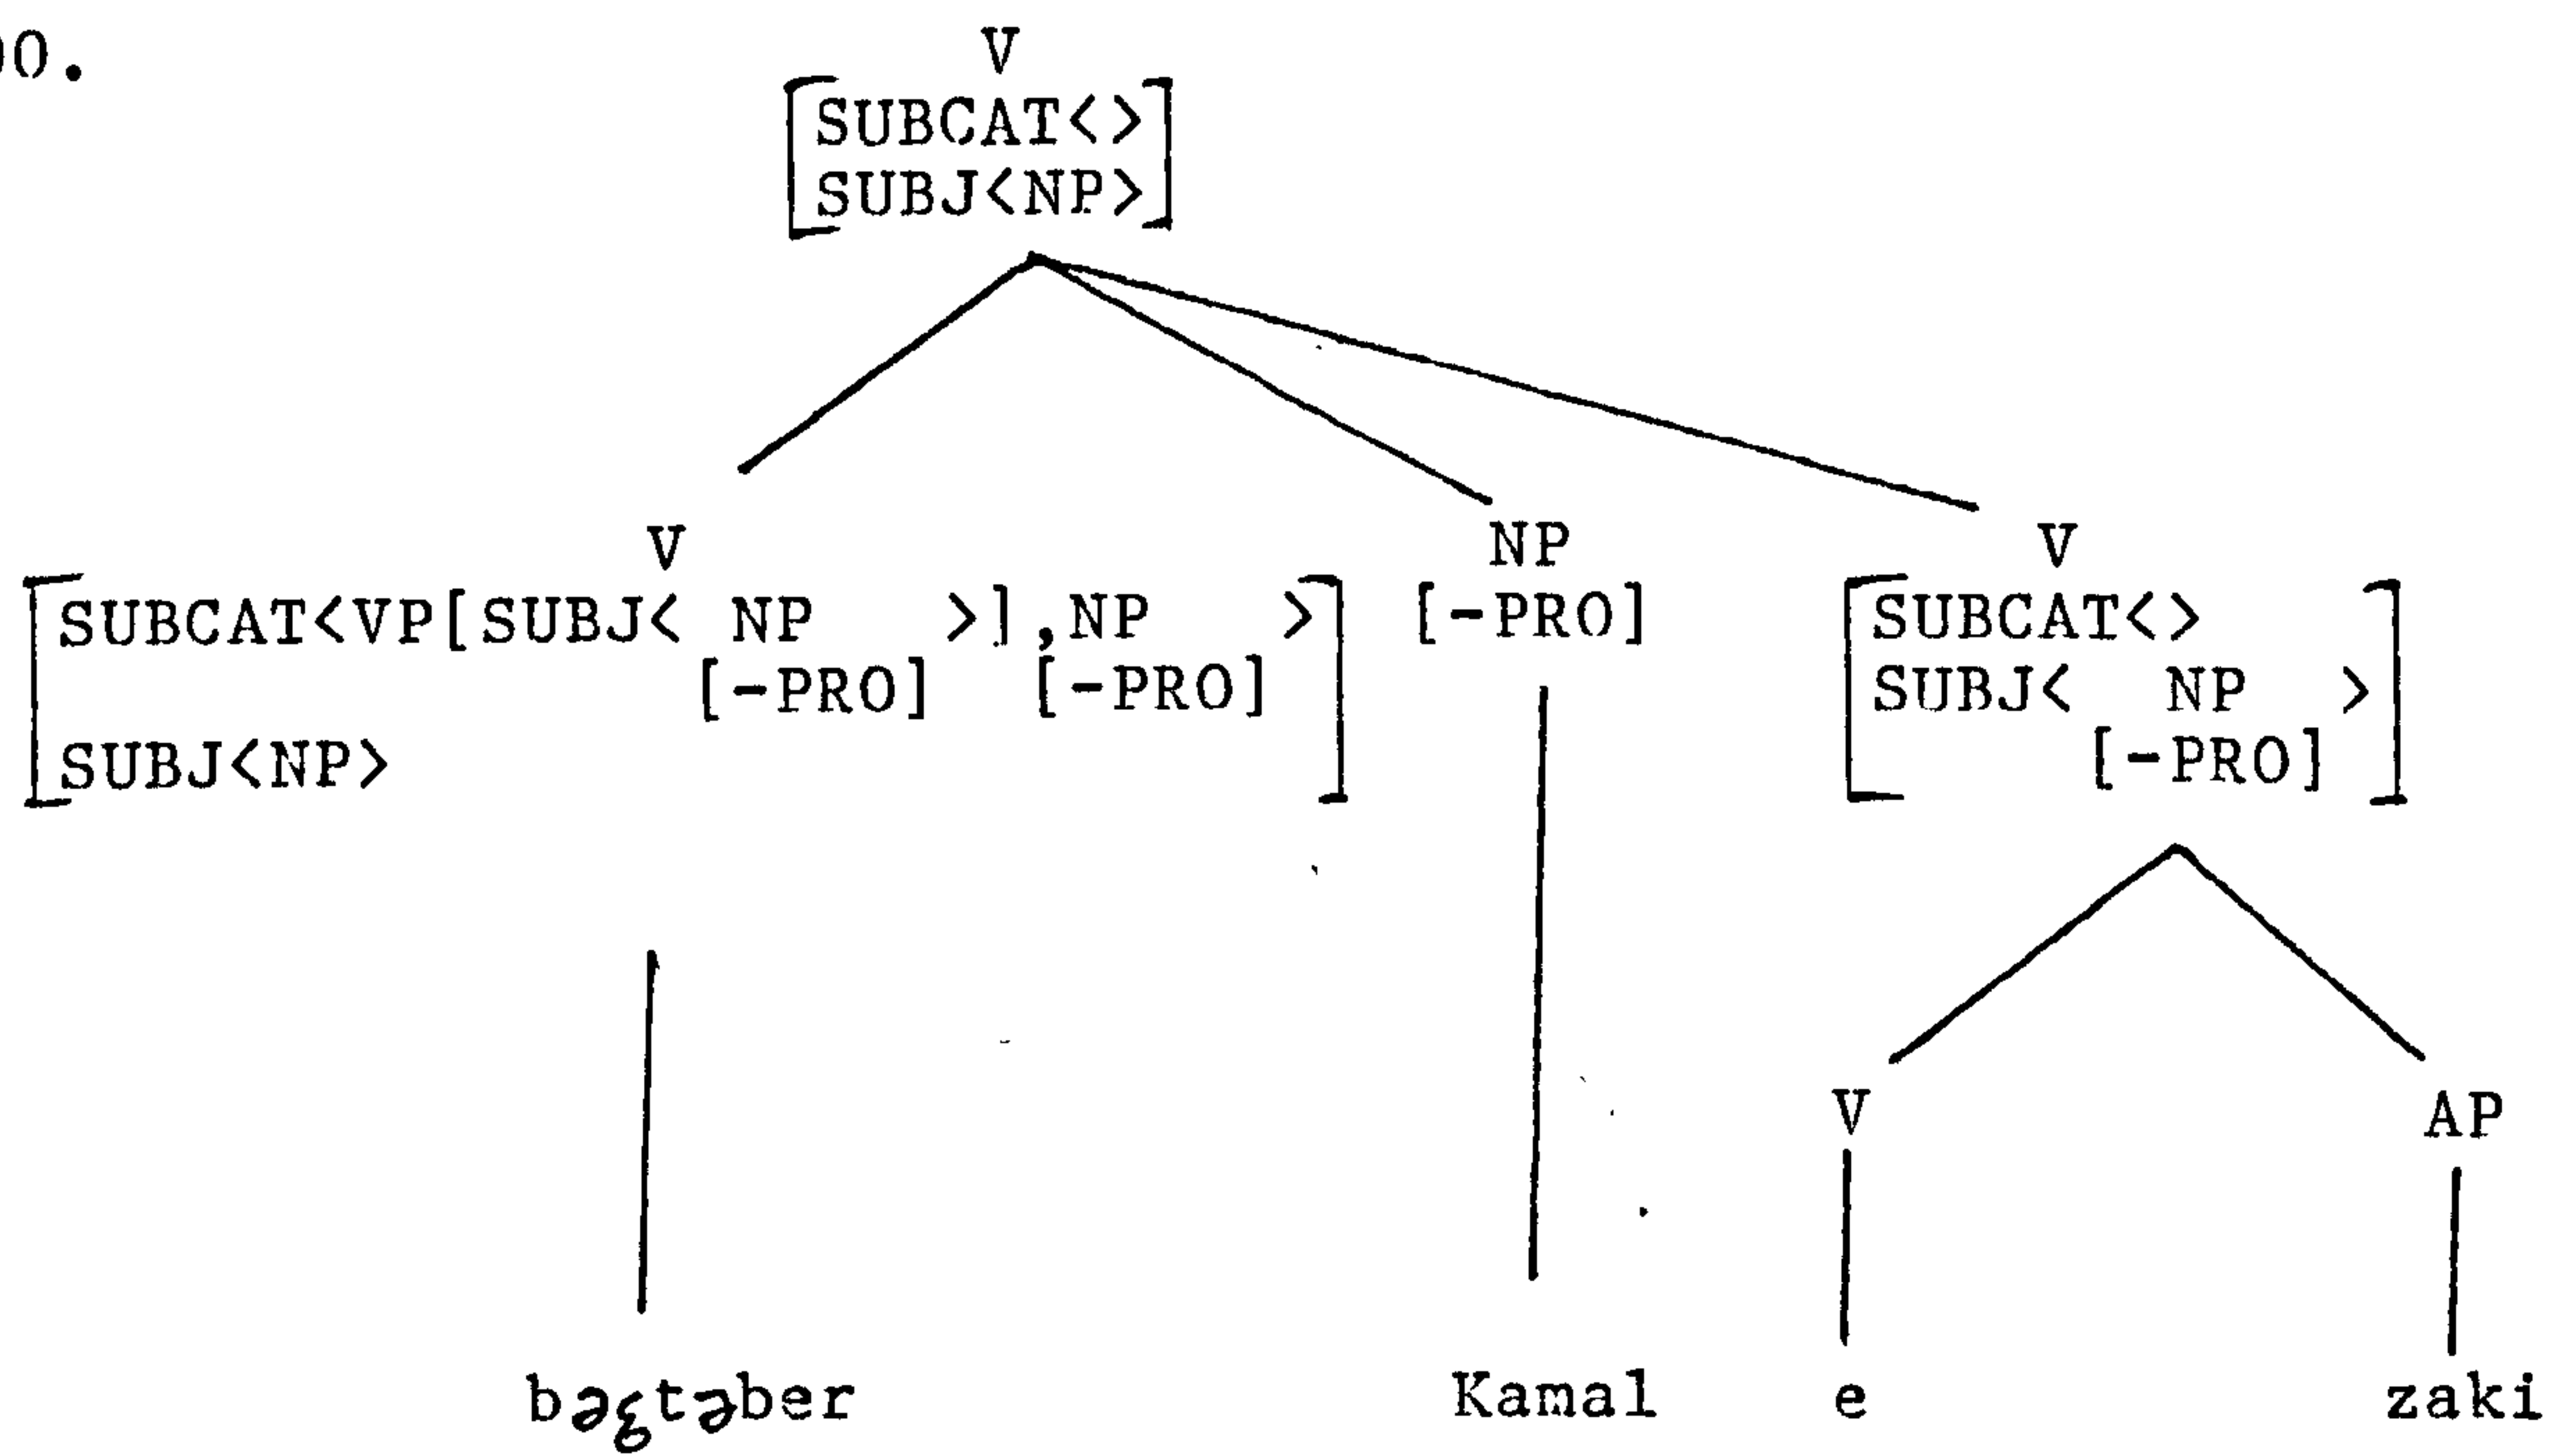 00.
V
SUBCAT<>
SUBJ<NP>
V NP V
SUBCAT<VP[SUBJ< NP >],NP > [-PRO] SUBCAT<>
[-PRO] [-PRO] SUBJ< NP >
SUBJ<NP> [-PRO]
V AP
bəʕtəber Kamal e zaki